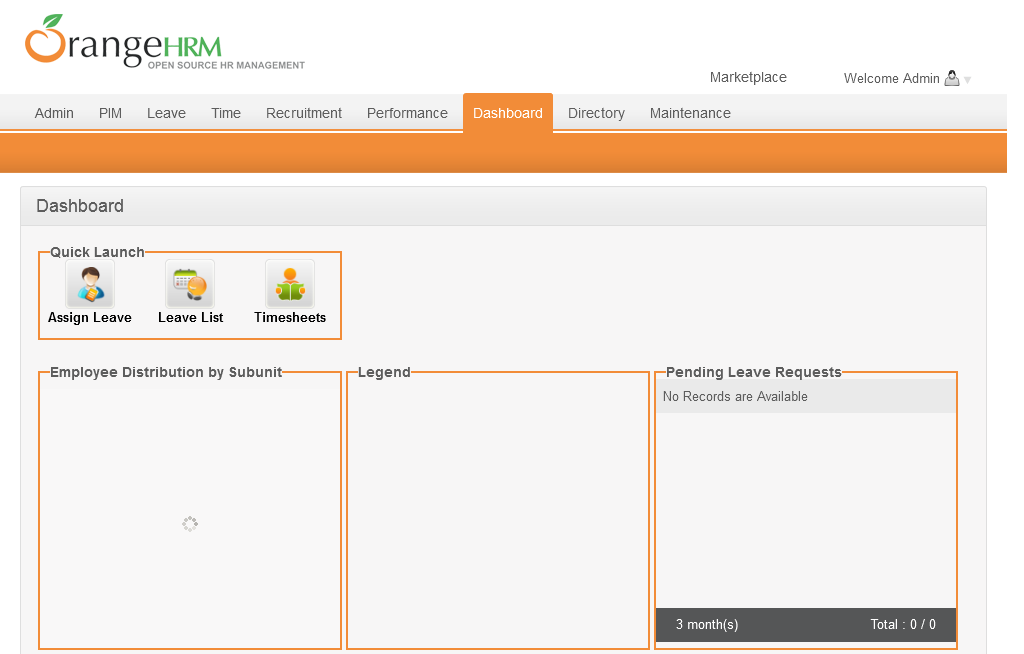 OrangeHRM
OPEN SOURCE HR MANAGEMENT
Marketplace
Welcome Admin
Admin PIM Leave Time Recruitment Performance Dashboard Directory Maintenance
Dashboard
Quick Launch
Assign Leave Leave List Timesheets
Employee Distribution by Subunit
Legend
Pending Leave Requests
No Records are Available
3 month(s) Total : 0 / 0